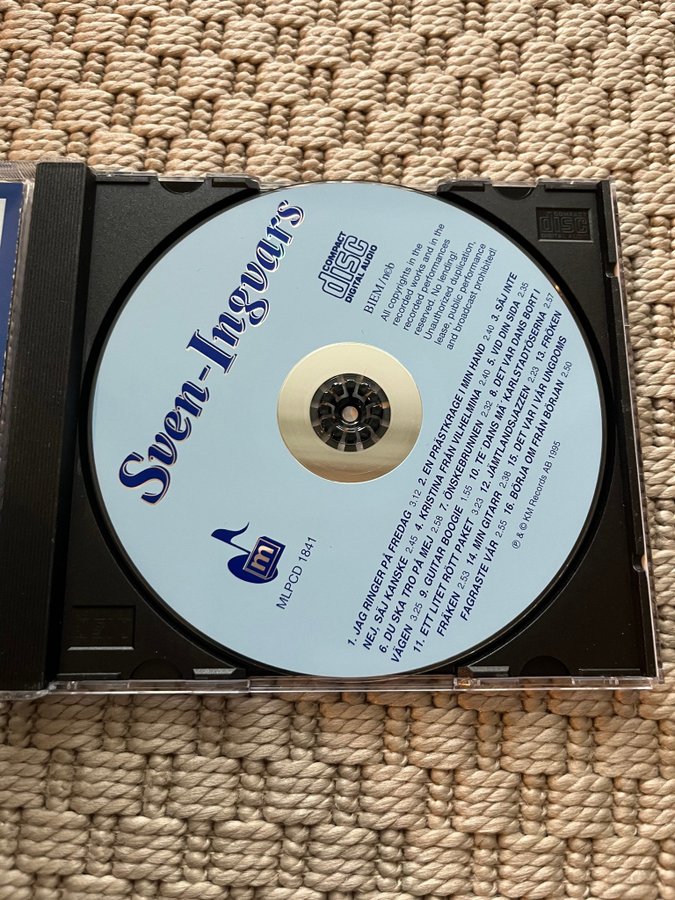 Sven-Ingvars
COMPACT
disc
DIGITAL AUDIO
BIEM / n©b
All copyrights in the
recorded works and in the
recorded performances
reserved. No lending!
Unauthorized duplication,
lease, public performance
and broadcast prohibited!
m
MLPCD 1841
1. JAG RINGER PÅ FREDAG 3.12 2. EN PRÄSTKRAGE I MIN HAND 2.40 3. SÄJ INTE
NEJ, SÄJ KANSKE 2.45 4. KRISTINA FRÅN VILHELMINA 2.40 5. VID DIN SIDA 2.35
6. DU SKA TRO PÅ MEJ 2.58 7. ÖNSKEBRUNNEN 2.32 8. DET VAR DANS BORT I
VÄGEN 3.25 9. GUITAR BOOGIE 1.55 10. TE' DANS MÄ' KARLSTADTÖSERNA 2.57
11. ETT LITET RÖTT PAKET 3.23 12. JÄMTLANDSJAZZEN 2.23 13. FRÖKEN
FRÄKEN 2.53 14. MIN GITARR 2.38 15. DET VAR I VÅR UNGDOMS
FAGRASTE VÅR 2.55 16. BÖRJA OM FRÅN BÖRJAN 2.50
℗ & © KM Records AB 1995
COMPACT
disc
DIGITAL AUDIO